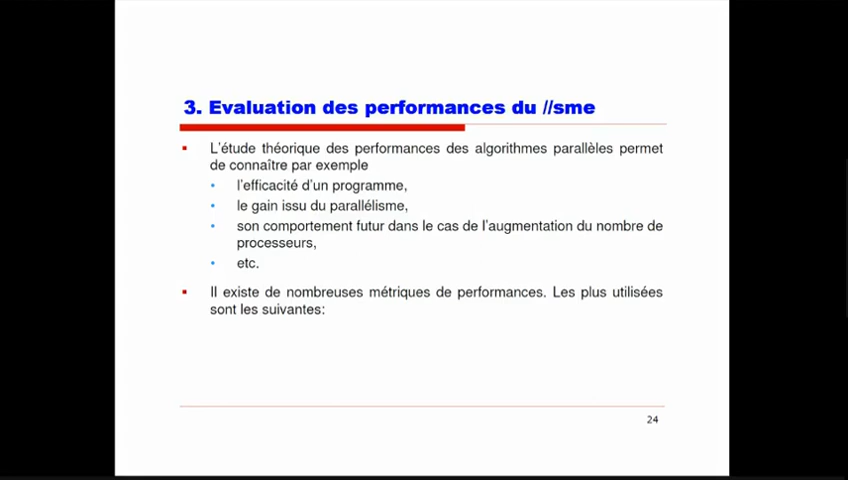 3. Evaluation des performances du //sme
L'étude théorique des performances des algorithmes parallèles permet
de connaître par exemple
l'efficacité d'un programme,
le gain issu du parallélisme,
son comportement futur dans le cas de l'augmentation du nombre de
processeurs,
etc.
Il existe de nombreuses métriques de performances. Les plus utilisées
sont les suivantes:
24